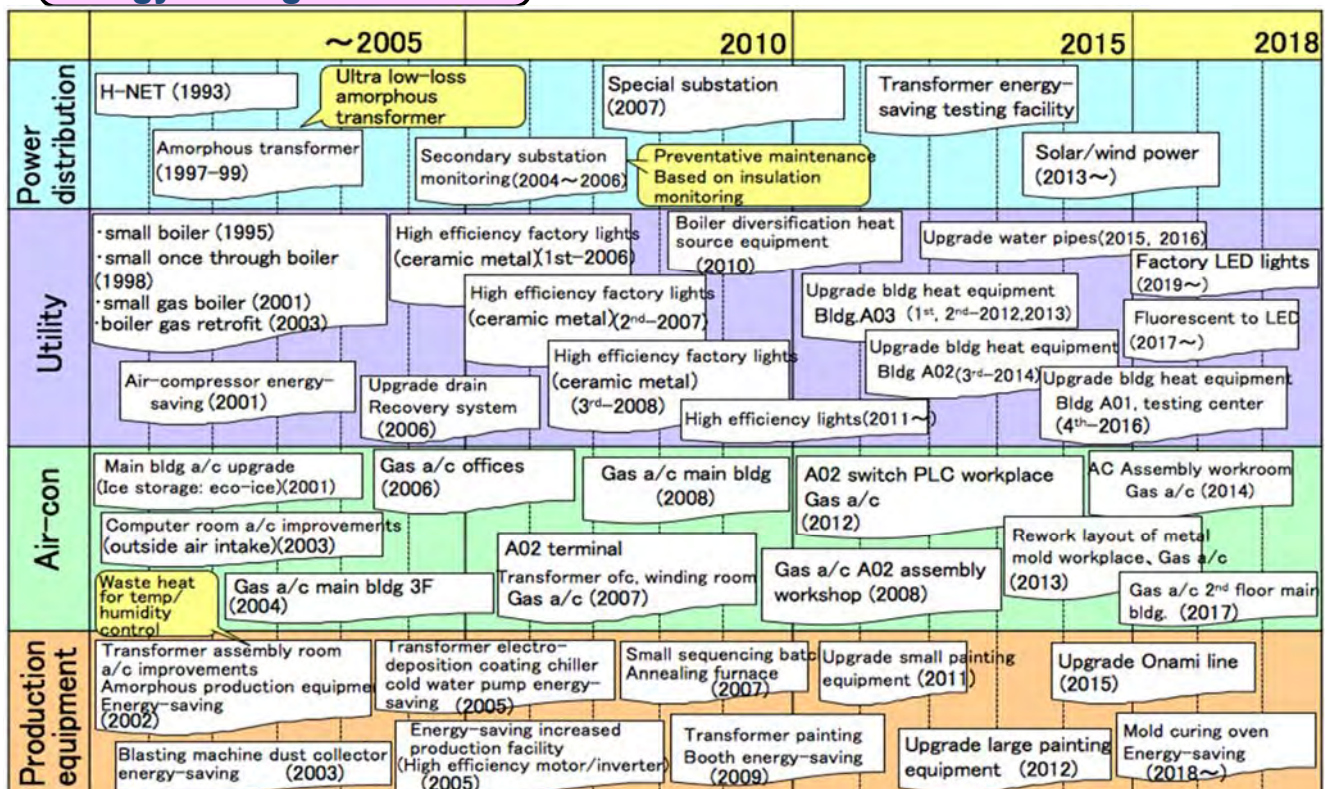 ～2005
2010
2015
2018
Power
distribution
H-NET (1993)
Ultra low-loss
amorphous
transformer
Amorphous transformer
(1997-99)
Secondary substation
monitoring(2004～2006)
Special substation
(2007)
Preventative maintenance
Based on insulation
monitoring
Transformer energy-
saving testing facility
Solar/wind power
(2013～)
Utility
・small boiler (1995)
・small once through boiler
(1998)
・small gas boiler (2001)
・boiler gas retrofit (2003)
Air-compressor energy-
saving (2001)
High efficiency factory lights
(ceramic metal)(1st-2006)
High efficiency factory lights
(ceramic metal)(2nd-2007)
High efficiency factory lights
(ceramic metal)
(3rd-2008)
Upgrade drain
Recovery system
(2006)
Boiler diversification heat
source equipment
(2010)
High efficiency lights(2011～)
Upgrade water pipes(2015, 2016)
Upgrade bldg heat equipment
Bldg.A03 (1st, 2nd-2012,2013)
Upgrade bldg heat equipment
Bldg A02(3rd-2014)
Upgrade bldg heat equipment
Bldg A01, testing center
(4th-2016)
Factory LED lights
(2019～)
Fluorescent to LED
(2017～)
Air-con
Main bldg a/c upgrade
(Ice storage: eco-ice)(2001)
Computer room a/c improvements
(outside air intake)(2003)
Waste heat
for temp/
humidity
control
Gas a/c main bldg 3F
(2004)
Gas a/c offices
(2006)
A02 terminal
Transformer ofc, winding room
Gas a/c (2007)
Gas a/c main bldg
(2008)
Gas a/c A02 assembly
workshop (2008)
A02 switch PLC workplace
Gas a/c
(2012)
Rework layout of metal
mold workplace、Gas a/c
(2013)
AC Assembly workroom
Gas a/c (2014)
Gas a/c 2nd floor main
bldg. (2017)
Production
equipment
Transformer assembly room
a/c improvements
Amorphous production equipme
Energy-saving
(2002)
Blasting machine dust collector
energy-saving (2003)
Transformer electro-
deposition coating chiller
cold water pump energy-
saving (2005)
Energy-saving increased
production facility
(High efficiency motor/inverter)
(2005)
Small sequencing batc
Annealing furnace
(2007)
Transformer painting
Booth energy-saving
(2009)
Upgrade small painting
equipment (2011)
Upgrade large painting
equipment (2012)
Upgrade Onami line
(2015)
Mold curing oven
Energy-saving
(2018～)